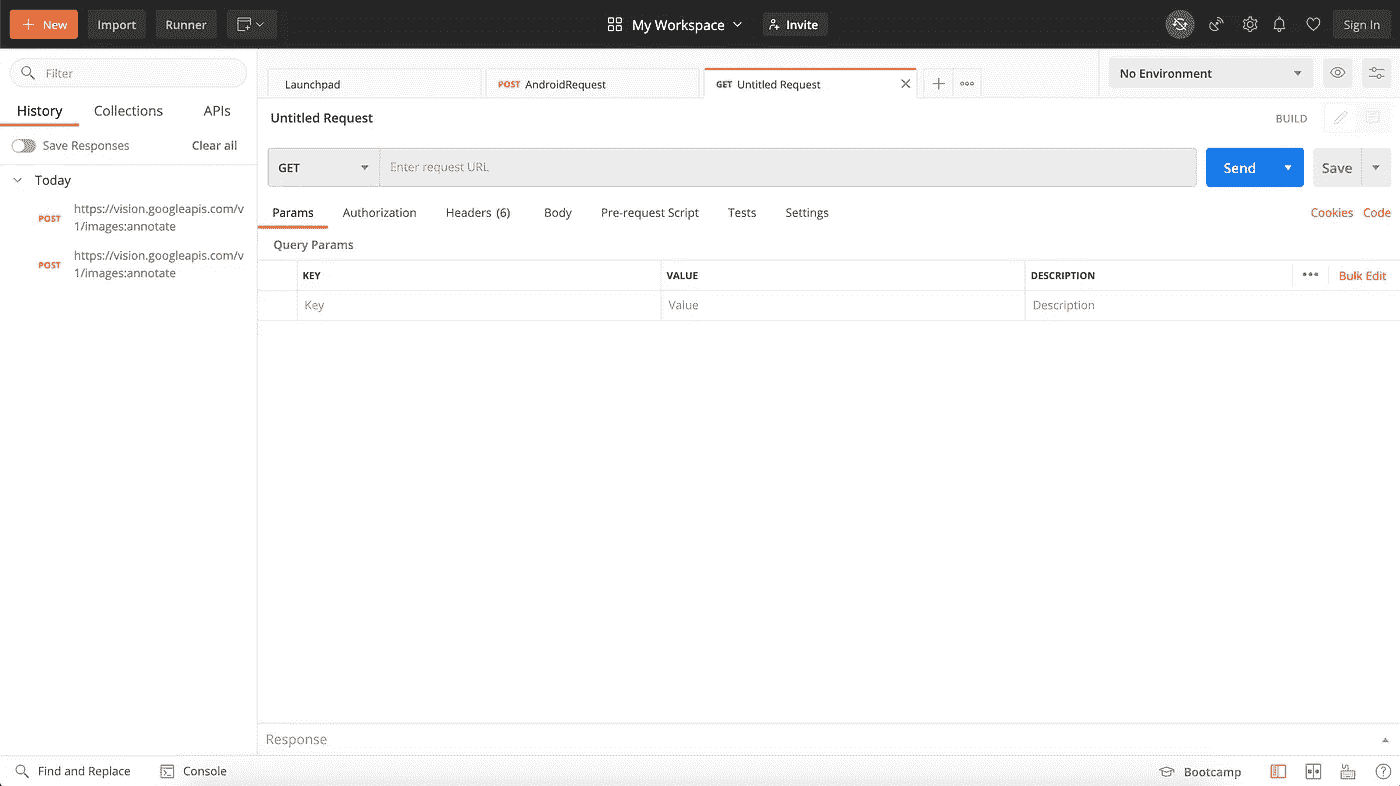 New Import Runner My Workspace Invite Sign In
Filter
History Collections APIs
Save Responses Clear all
Today
POST https://vision.googleapis.com/v
1/images:annotate
POST https://vision.googleapis.com/v
1/images:annotate
Launchpad POST AndroidRequest GET Untitled Request No Environment
Untitled Request BUILD
GET Enter request URL Send Save
Params Authorization Headers (6) Body Pre-request Script Tests Settings Cookies Code
Query Params
KEY VALUE DESCRIPTION Bulk Edit
Key Value Description
Response
Find and Replace Console Bootcamp